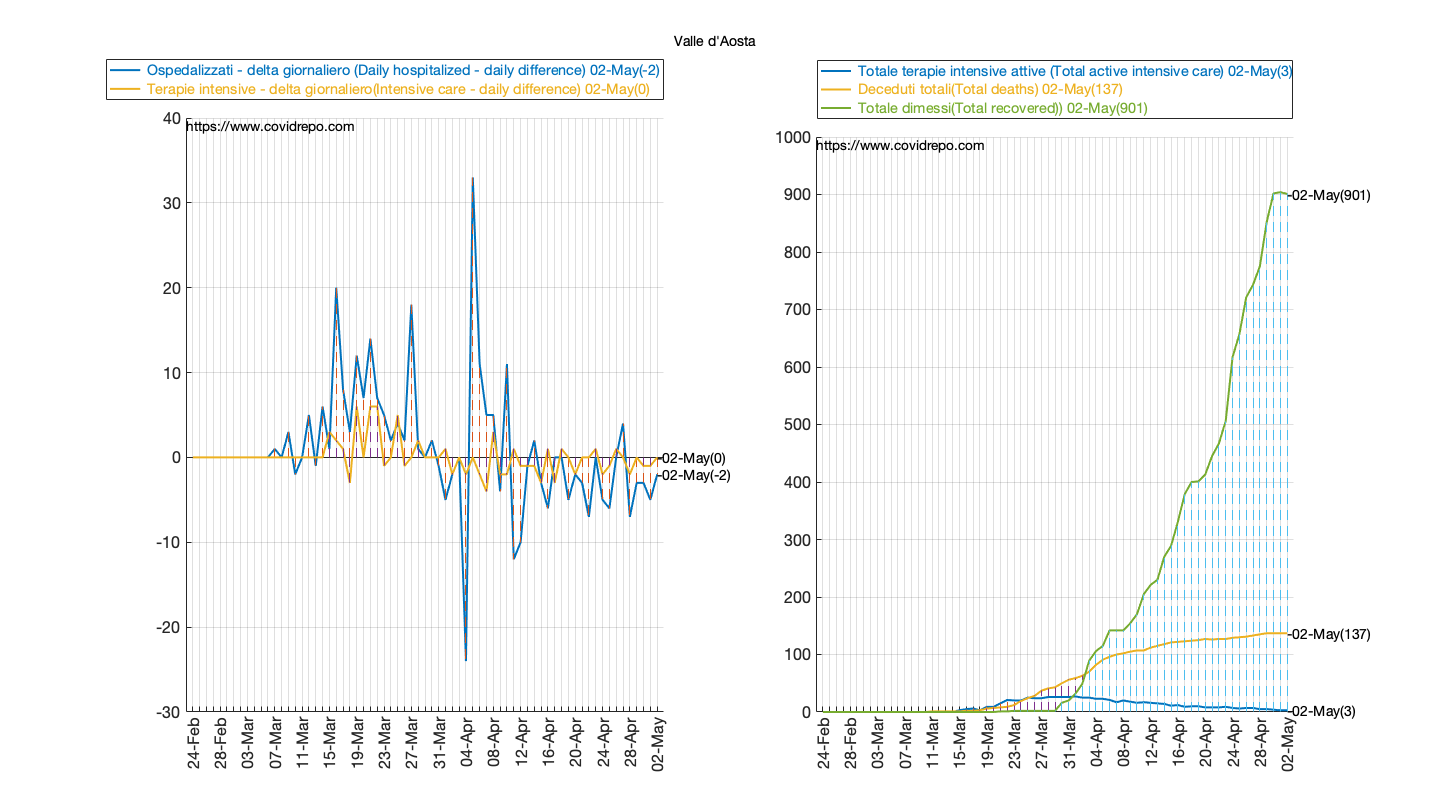 Valle d'Aosta
Ospedalizzati - delta giornaliero (Daily hospitalized - daily difference) 02-May(-2)
Terapie intensive - delta giornaliero(Intensive care - daily difference) 02-May(0)
40
https://www.covidrepo.com
30
20
10
0
-02-May(0)
-02-May(-2)
-10
-20
-30
24-Feb
28-Feb
03-Mar
07-Mar
11-Mar
15-Mar
19-Mar
23-Mar
27-Mar
31-Mar
04-Apr
08-Apr
12-Apr
16-Apr
20-Apr
24-Apr
28-Apr
02-May
Totale terapie intensive attive (Total active intensive care) 02-May(3)
Deceduti totali(Total deaths) 02-May(137)
Totale dimessi(Total recovered)) 02-May(901)
1000
https://www.covidrepo.com
900
-02-May(901)
800
700
600
500
400
300
200
-02-May(137)
100
0
-02-May(3)
24-Feb
28-Feb
03-Mar
07-Mar
11-Mar
15-Mar
19-Mar
23-Mar
27-Mar
31-Mar
04-Apr
08-Apr
12-Apr
16-Apr
20-Apr
24-Apr
28-Apr
02-May